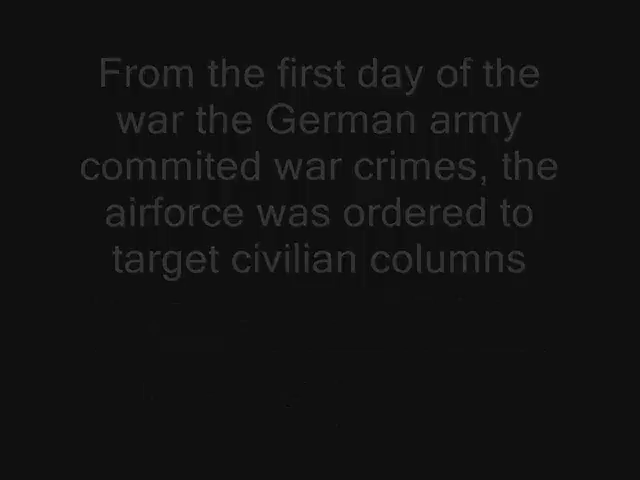 From the first day of the
war the German army
commited war crimes, the
airforce was ordered to
target civilian columns